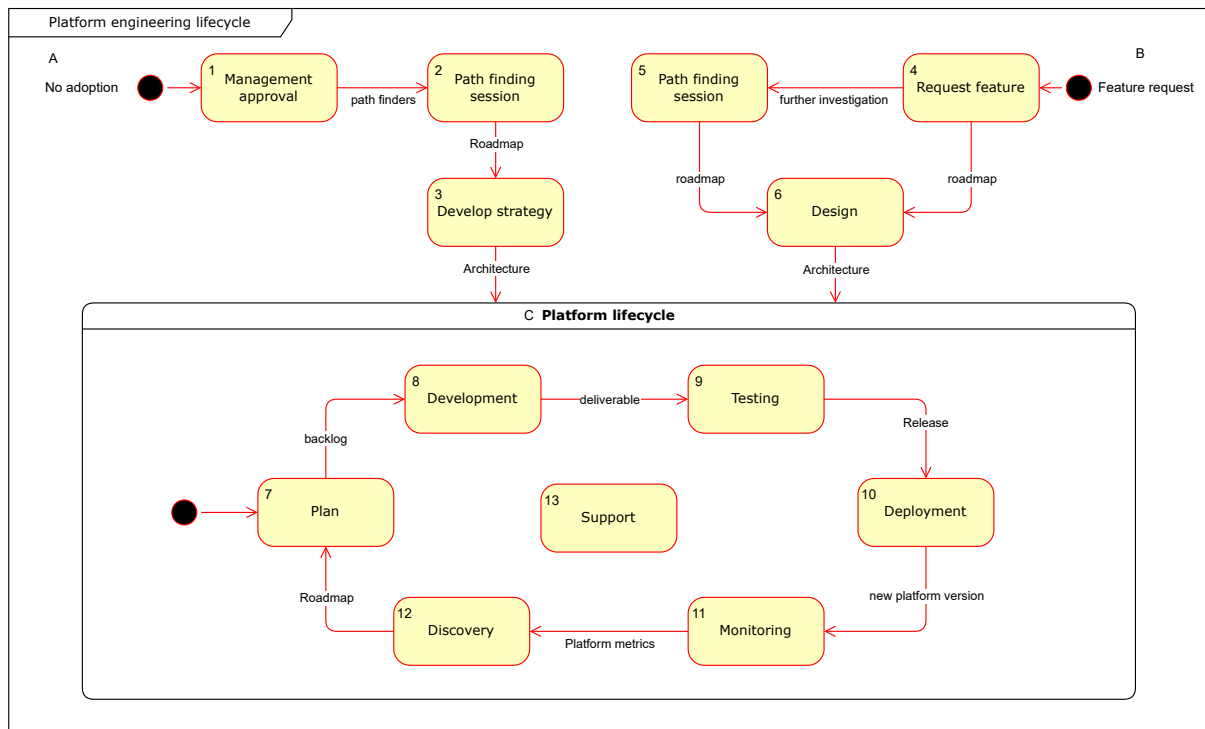 Platform engineering lifecycle
A
B
No adoption
1
Management
approval
path finders
2
Path finding
session
Roadmap
3
Develop strategy
Architecture
5
Path finding
session
further investigation
4
Request feature
Feature request
roadmap
roadmap
6
Design
Architecture
C Platform lifecycle
8
Development
deliverable
9
Testing
Release
backlog
7
Plan
13
Support
10
Deployment
Roadmap
12
Discovery
Platform metrics
11
Monitoring
new platform version